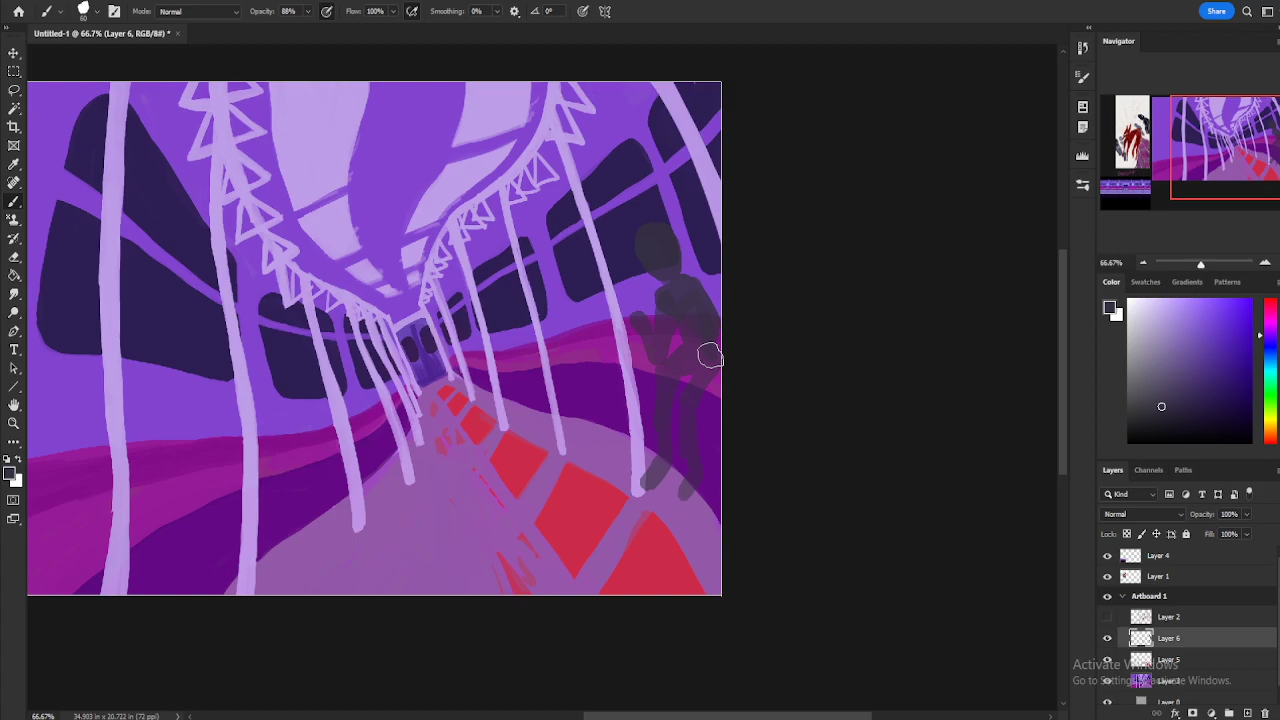 60
Mode: Normal
Opacity: 88%
Flow: 100%
Smoothing: 0%
0°
Share
Untitled-1 @ 66.7% (Layer 6, RGB/8#) *
Navigator
66.67%
Color Swatches Gradients Patterns
Layers Channels Paths
Kind
Normal
Opacity: 100%
Lock:
Fill: 100%
Layer 4
Layer 1
Artboard 1
Layer 2
Layer 6
Layer 5
Activate Windows
Go to Settings to activate Windows.
66.67%
34.903 in x 20.722 in (72 ppi)